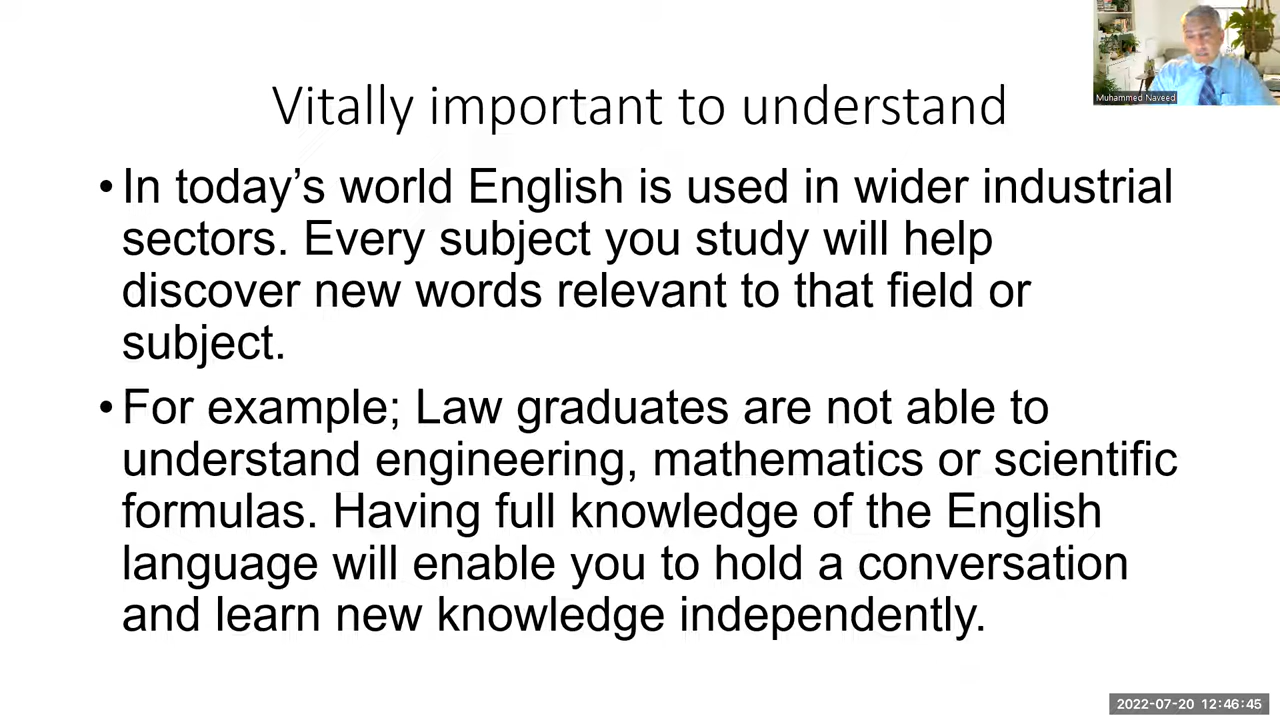 Muhammed Naveed
Vitally important to understand
•In today's world English is used in wider industrial
sectors. Every subject you study will help
discover new words relevant to that field or
subject.
•For example; Law graduates are not able to
understand engineering, mathematics or scientific
formulas. Having full knowledge of the English
language will enable you to hold a conversation
and learn new knowledge independently.
2022-07-20 12:46:45